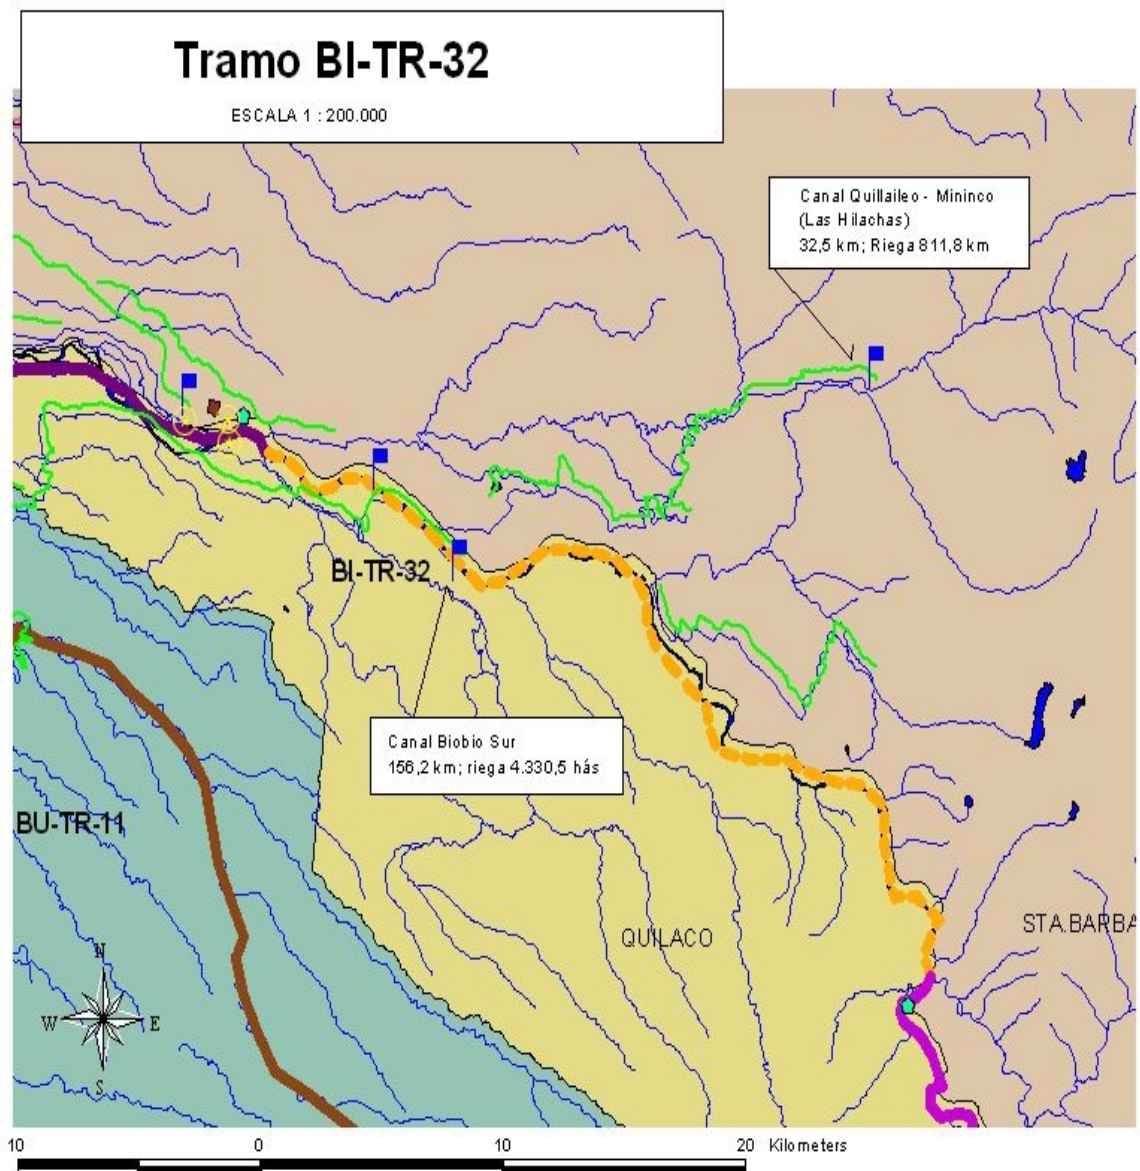 Tramo BI-TR-32
ESCALA 1 : 200.000
Canal Quillaileo - Mininco
(Las Hilachas)
32,5 km; Riega 811,8 km
BI-TR-32
Canal Biobio Sur
156,2 km; riega 4.330,5 hás
BU-TR-11
QUILACO
STA.BARBA
N
W E
S
10 0 10 20 Kilometers